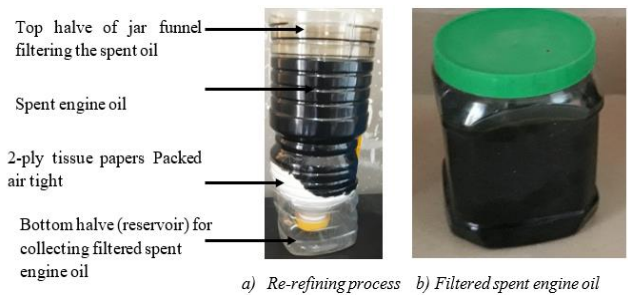 Top halve of jar funnel
filtering the spent oil
Spent engine oil
2-ply tissue papers Packed
air tight
Bottom halve (reservoir) for
collecting filtered spent
engine oil
a) Re-refining process b) Filtered spent engine oil